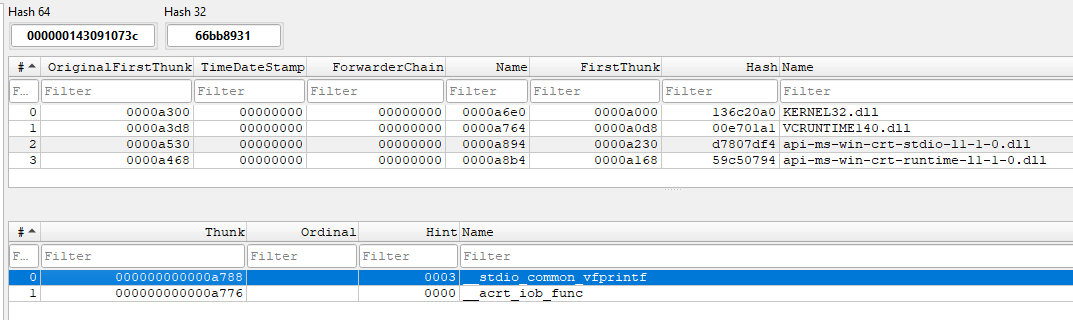 Hash 64 Hash 32
000000143091073c 66bb8931
# OriginalFirstThunk TimeDateStamp ForwarderChain Name FirstThunk Hash Name
F... Filter Filter Filter Filter Filter Filter Filter
0 0000a300 00000000 00000000 0000a6e0 0000a000 136c20a0 KERNEL32.dll
1 0000a3d8 00000000 00000000 0000a764 0000a0d8 00e701a1 VCRUNTIME140.dll
2 0000a530 00000000 00000000 0000a894 0000a230 d7807df4 api-ms-win-crt-stdio-l1-1-0.dll
3 0000a468 00000000 00000000 0000a8b4 0000a168 59c50794 api-ms-win-crt-runtime-l1-1-0.dll
# Thunk Ordinal Hint Name
F... Filter Filter Filter Filter
0 000000000000a788 0003 __stdio_common_vfprintf
1 000000000000a776 0000 __acrt_iob_func